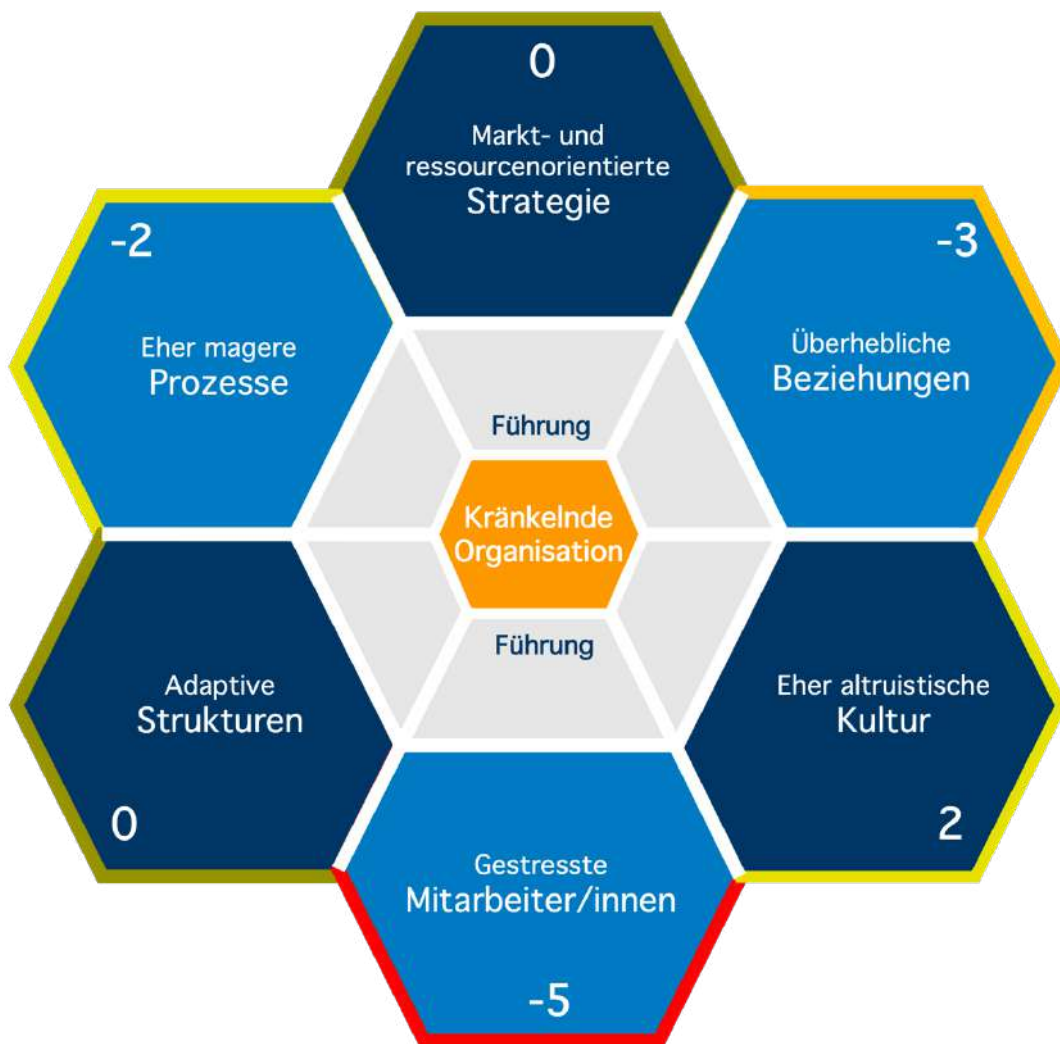 0
Markt- und
ressourcenorientierte
Strategie
-2
Eher magere
Prozesse
-3
Überhebliche
Beziehungen
Führung
Kränkelnde
Organisation
Führung
Adaptive
Strukturen
0
Eher altruistische
Kultur
2
Gestresste
Mitarbeiter/innen
-5